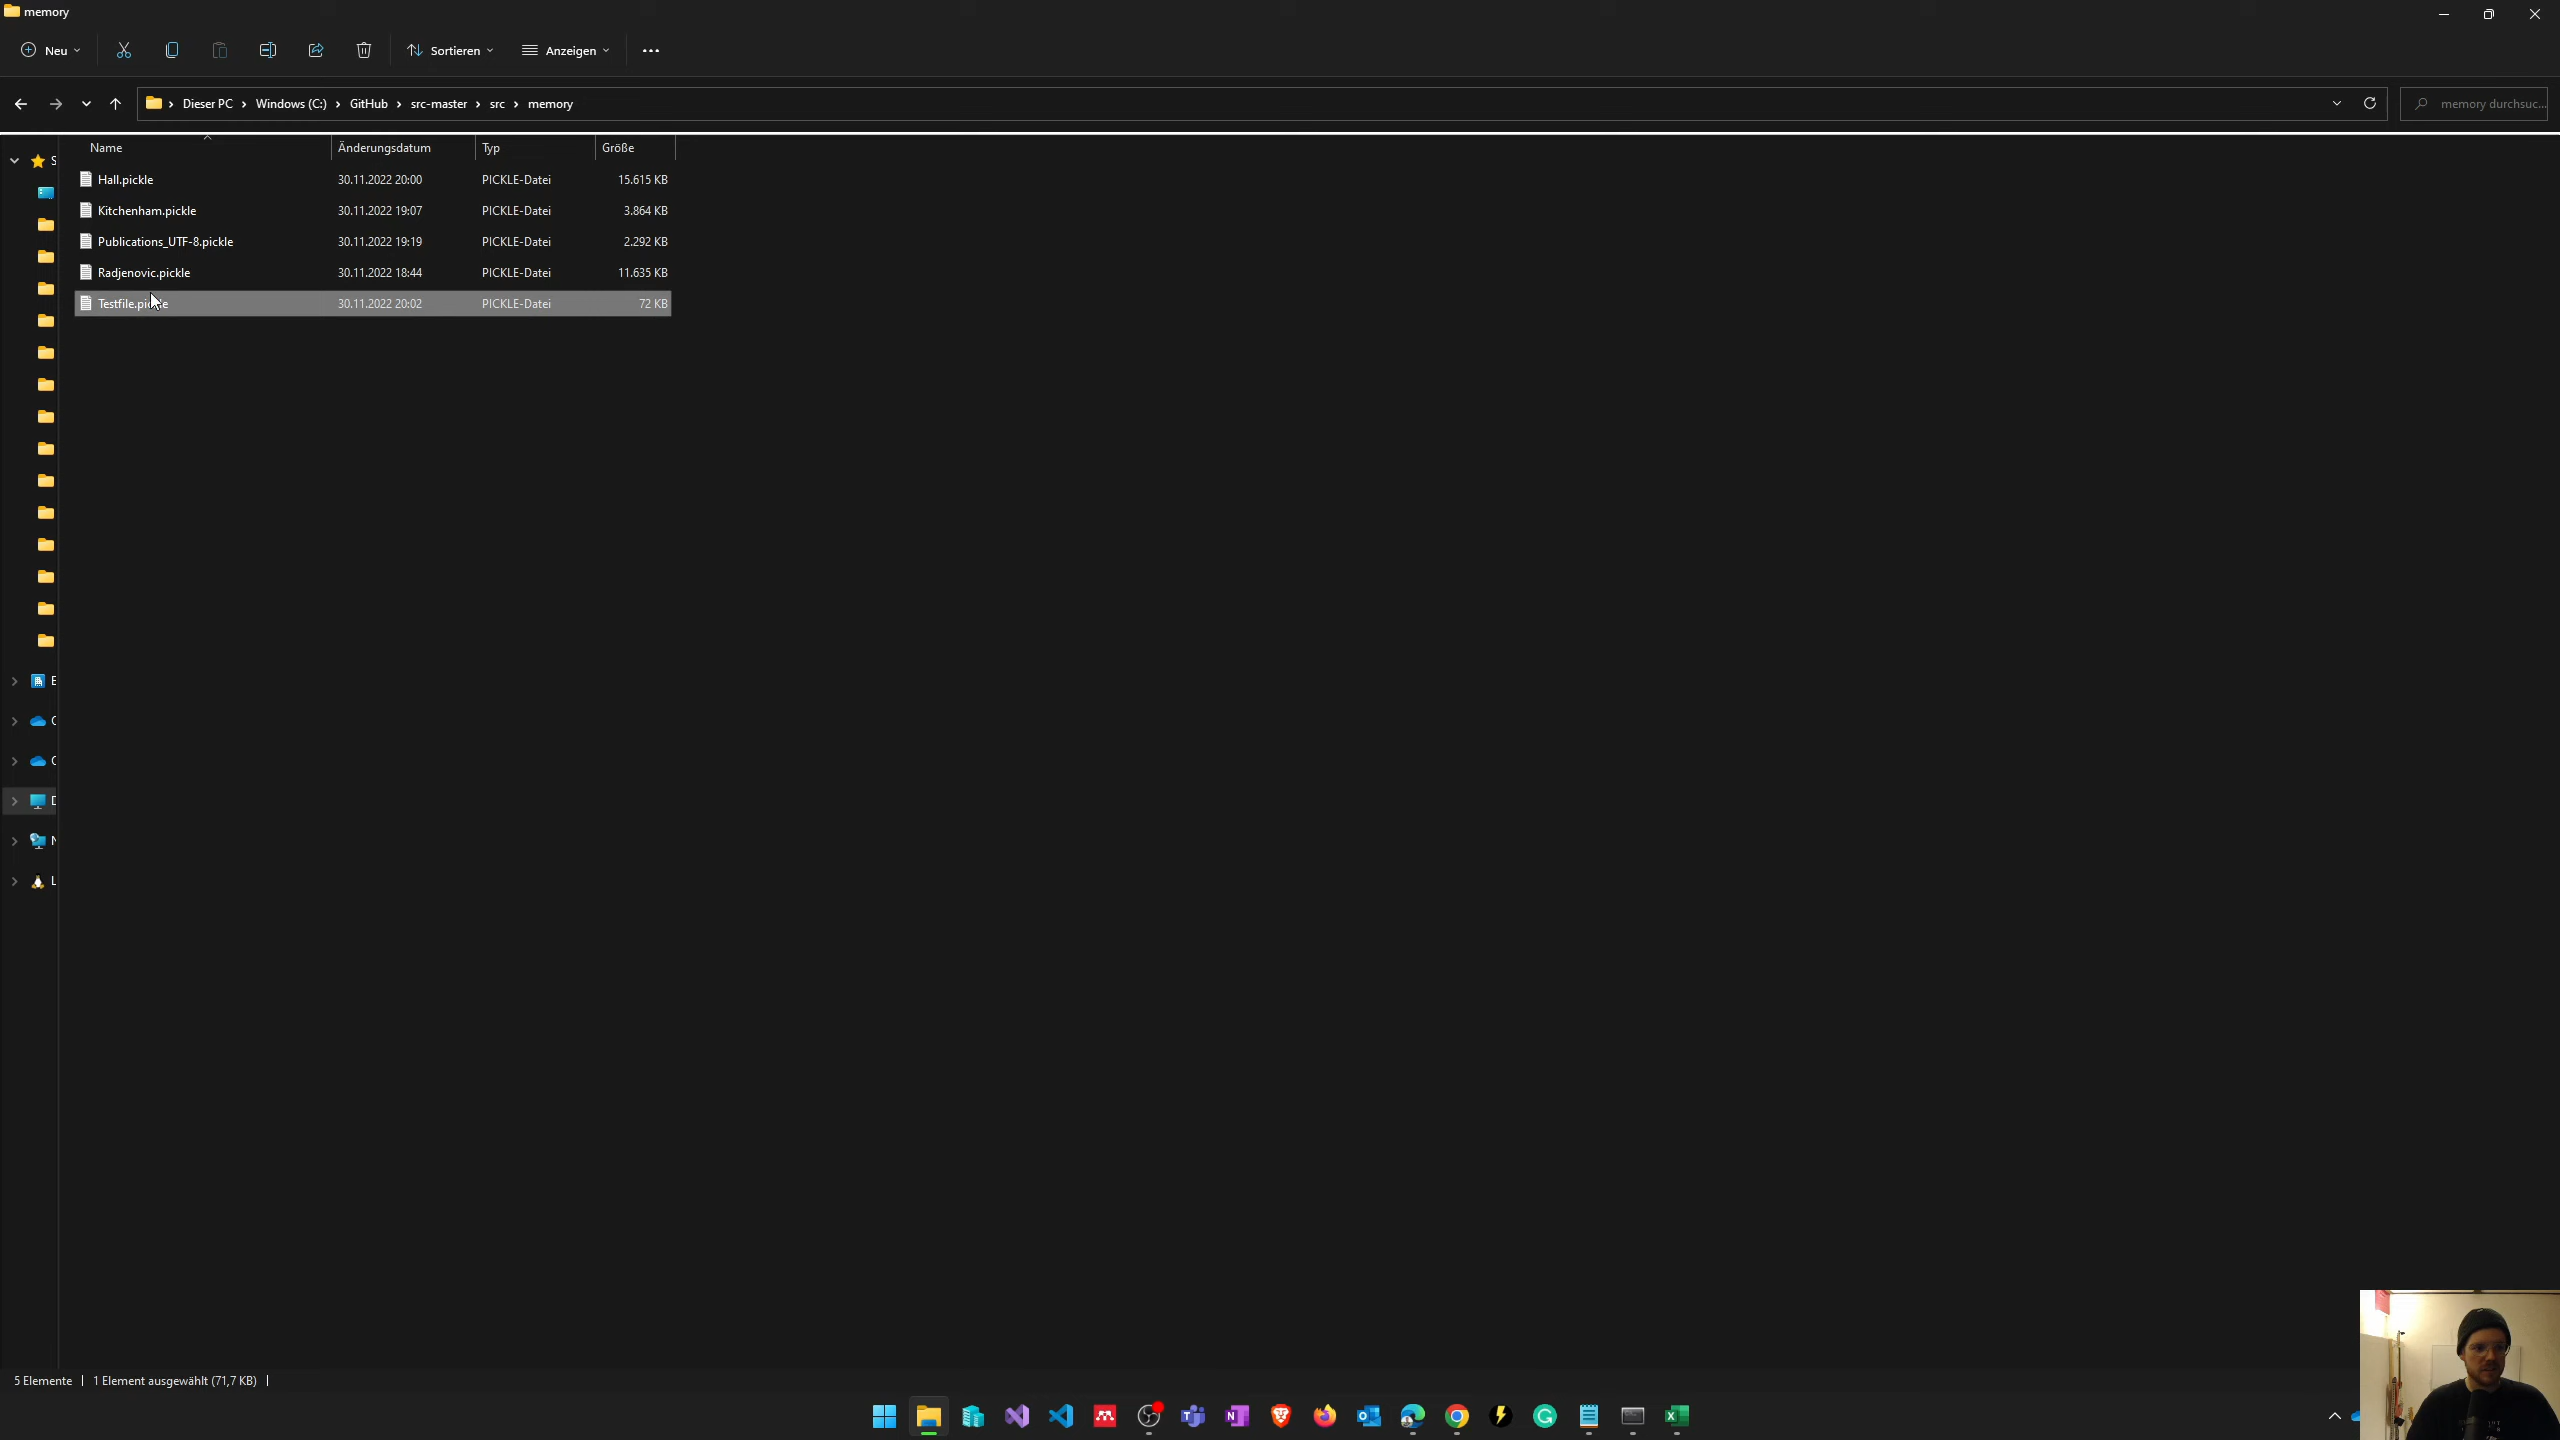 memory
Neu
Sortieren
Anzeigen
Dieser PC > Windows (C:) > GitHub > src-master > src > memory
memory durchsuc...
Name Änderungsdatum Typ Größe
Hall.pickle 30.11.2022 20:00 PICKLE-Datei 15.615 KB
Kitchenham.pickle 30.11.2022 19:07 PICKLE-Datei 3.864 KB
Publications_UTF-8.pickle 30.11.2022 19:19 PICKLE-Datei 2.292 KB
Radjenovic.pickle 30.11.2022 18:44 PICKLE-Datei 11.635 KB
Testfile.pickle 30.11.2022 20:02 PICKLE-Datei 72 KB
5 Elemente | 1 Element ausgewählt (71,7 KB) |